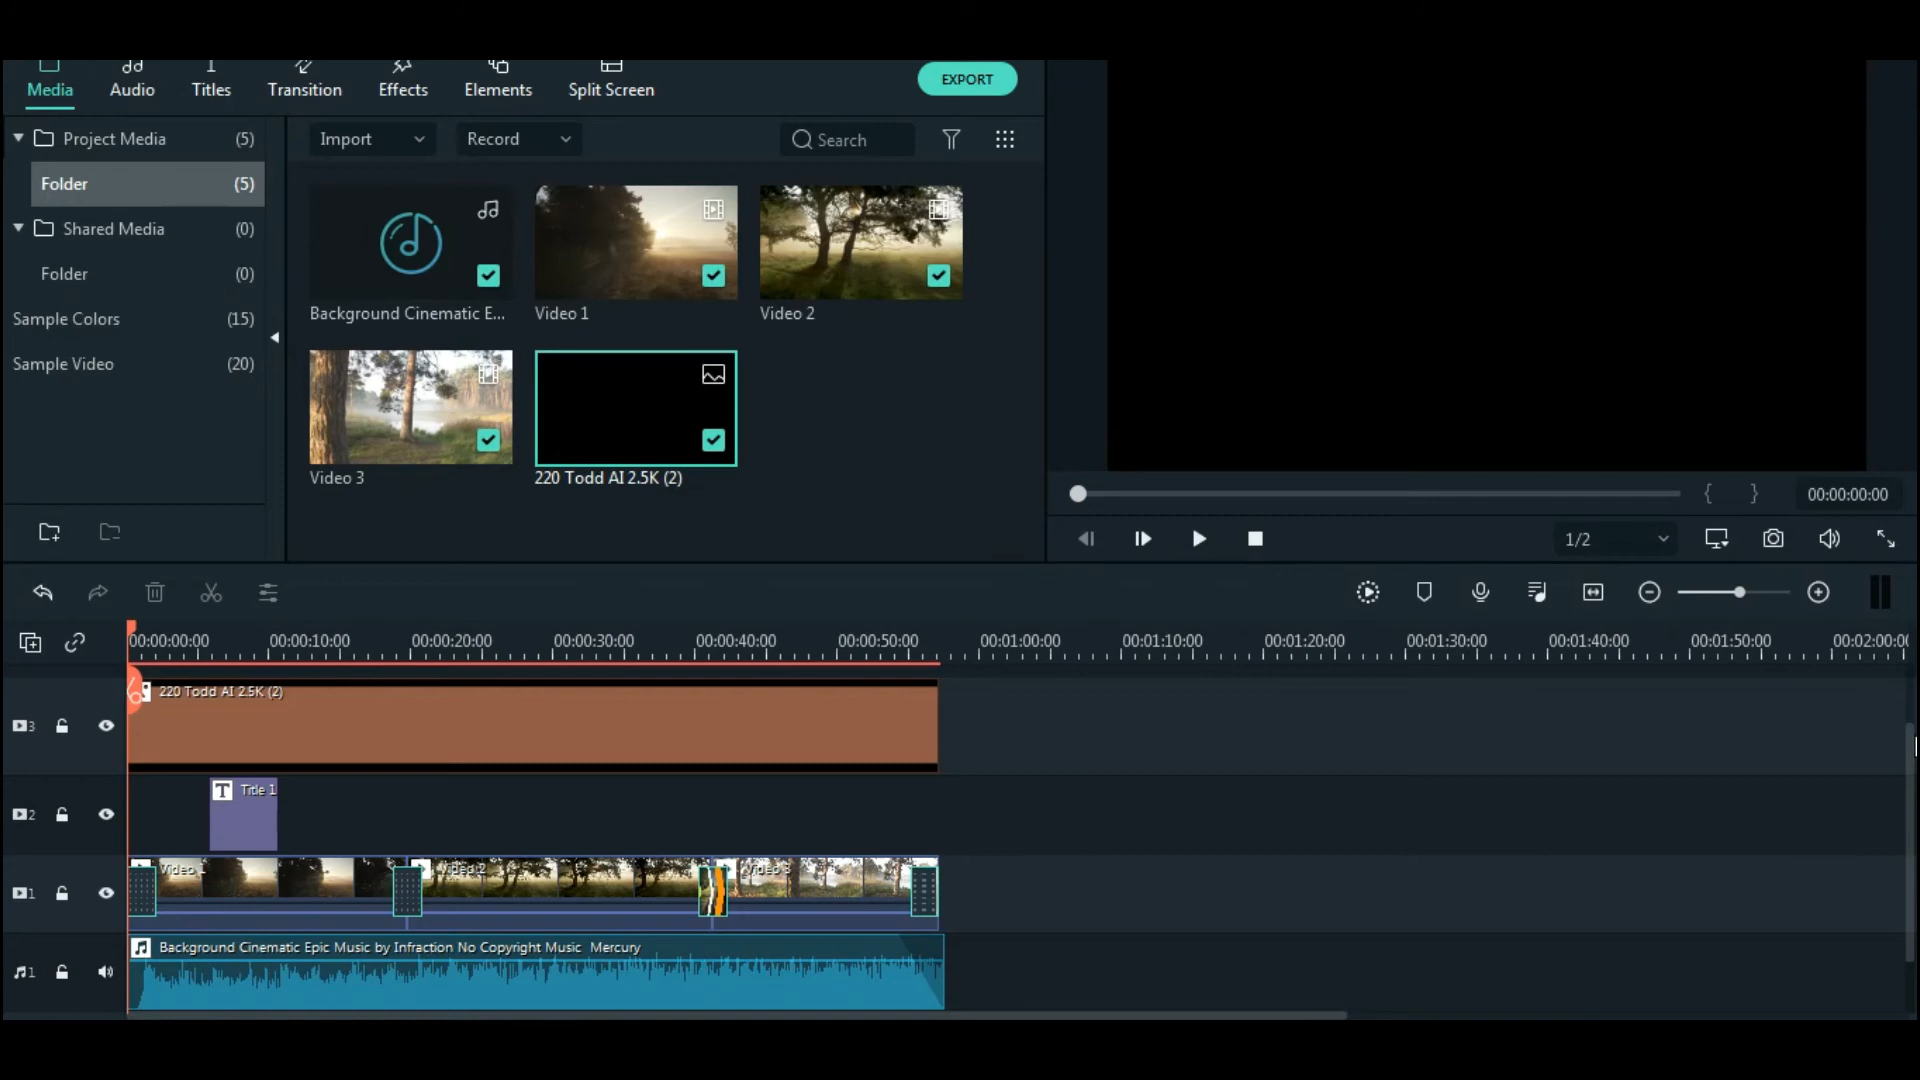 Media
Audio
Titles
Transition
Effects
Elements
Split Screen
EXPORT
Project Media (5)
Folder (5)
Shared Media (0)
Folder (0)
Sample Colors (15)
Sample Video (20)
Import
Record
Search
Background Cinematic E...
Video 1
Video 2
Video 3
220 Todd AI 2.5K (2)
{ }
00:00:00:00
1/2
00:00:00:00 00:00:10:00 00:00:20:00 00:00:30:00 00:00:40:00 00:00:50:00 00:01:00:00 00:01:10:00 00:01:20:00 00:01:30:00 00:01:40:00 00:01:50:00 00:02:00:0
3
220 Todd AI 2.5K (2)
2
T Title 1
1
Video 1
Video 2
Video 3
1
Background Cinematic Epic Music by Infraction No Copyright Music Mercury